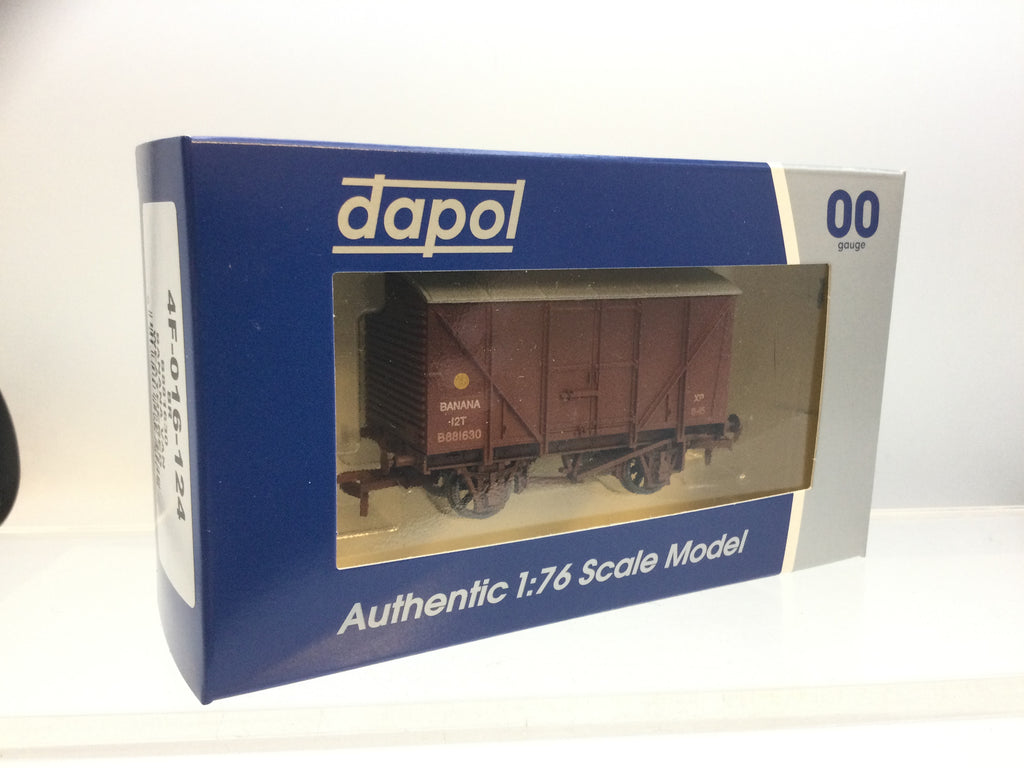 dapol
00
gauge
BANANA
12T
B881630
XP
Authentic 1:76 Scale Model
4F-016-124